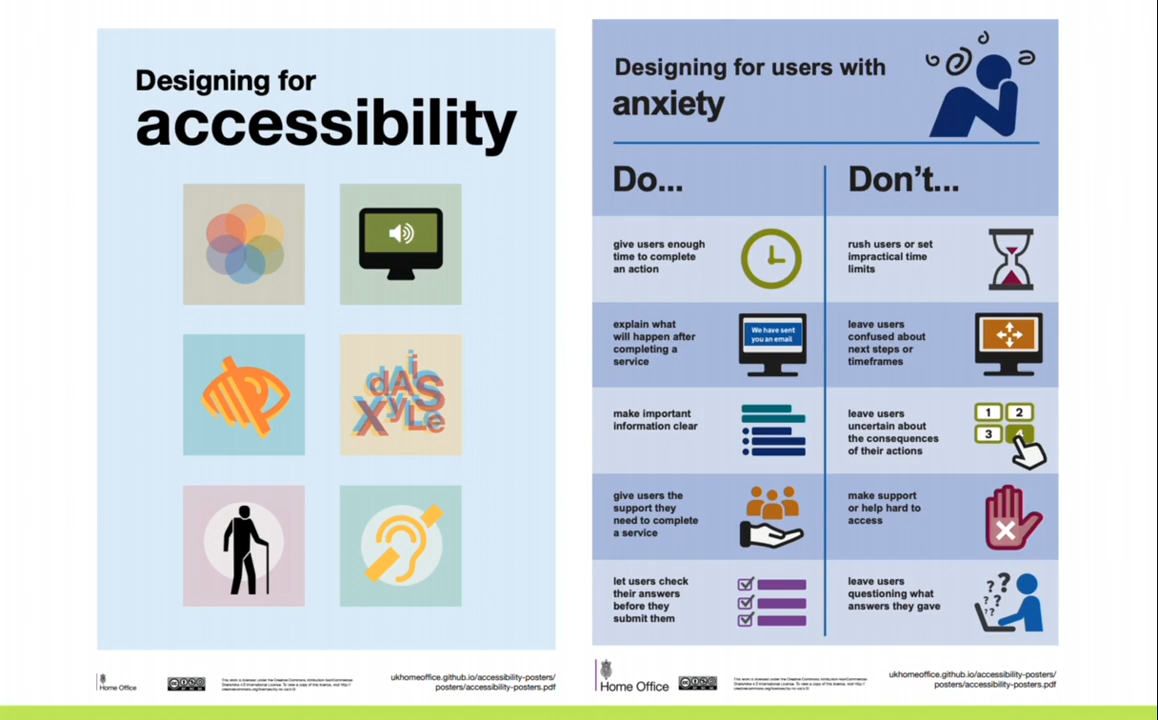 Designing for
accessibility
i
dAiS
XyLe
Home Office
ukhomeoffice.github.io/accessibility-posters/
posters/accessibility-posters.pdf
Designing for users with
anxiety
Do...
Don't...
give users enough
time to complete
an action
rush users or set
impractical time
limits
explain what
will happen after
completing a
service
We have sent
you an email
leave users
confused about
next steps or
timeframes
make important
information clear
leave users
uncertain about
the consequences
of their actions
1 2
3 4
give users the
support they
need to complete
a service
make support
or help hard to
access
let users check
their answers
before they
submit them
leave users
questioning what
answers they gave
? ?
? ?
? ?
Home Office
ukhomeoffice.github.io/accessibility-posters/
posters/accessibility-posters.pdf